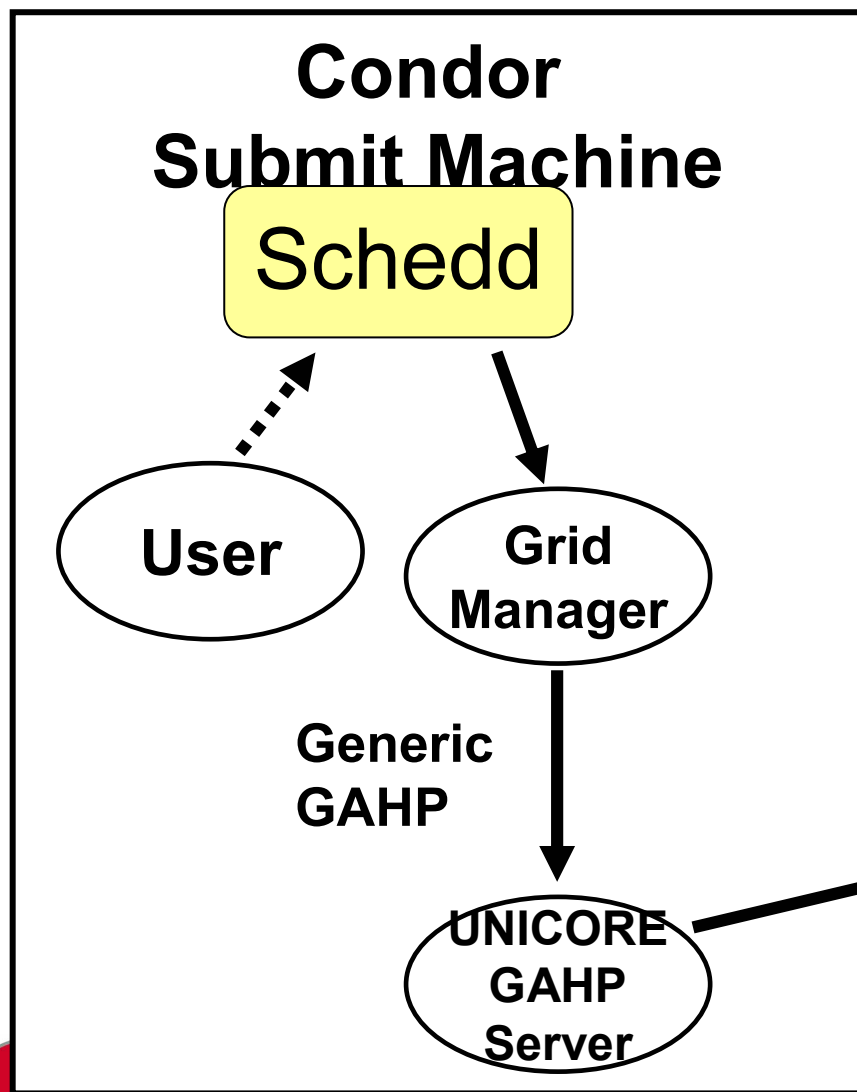 Condor
Submit Machine
Schedd
User
Grid
Manager
Generic
GAHP
UNICORE
GAHP
Server